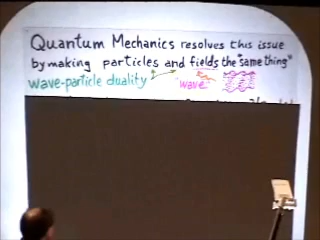 Quantum Mechanics resolves this issue
by making particles and fields the "same thing"
wave-particle duality "wave"